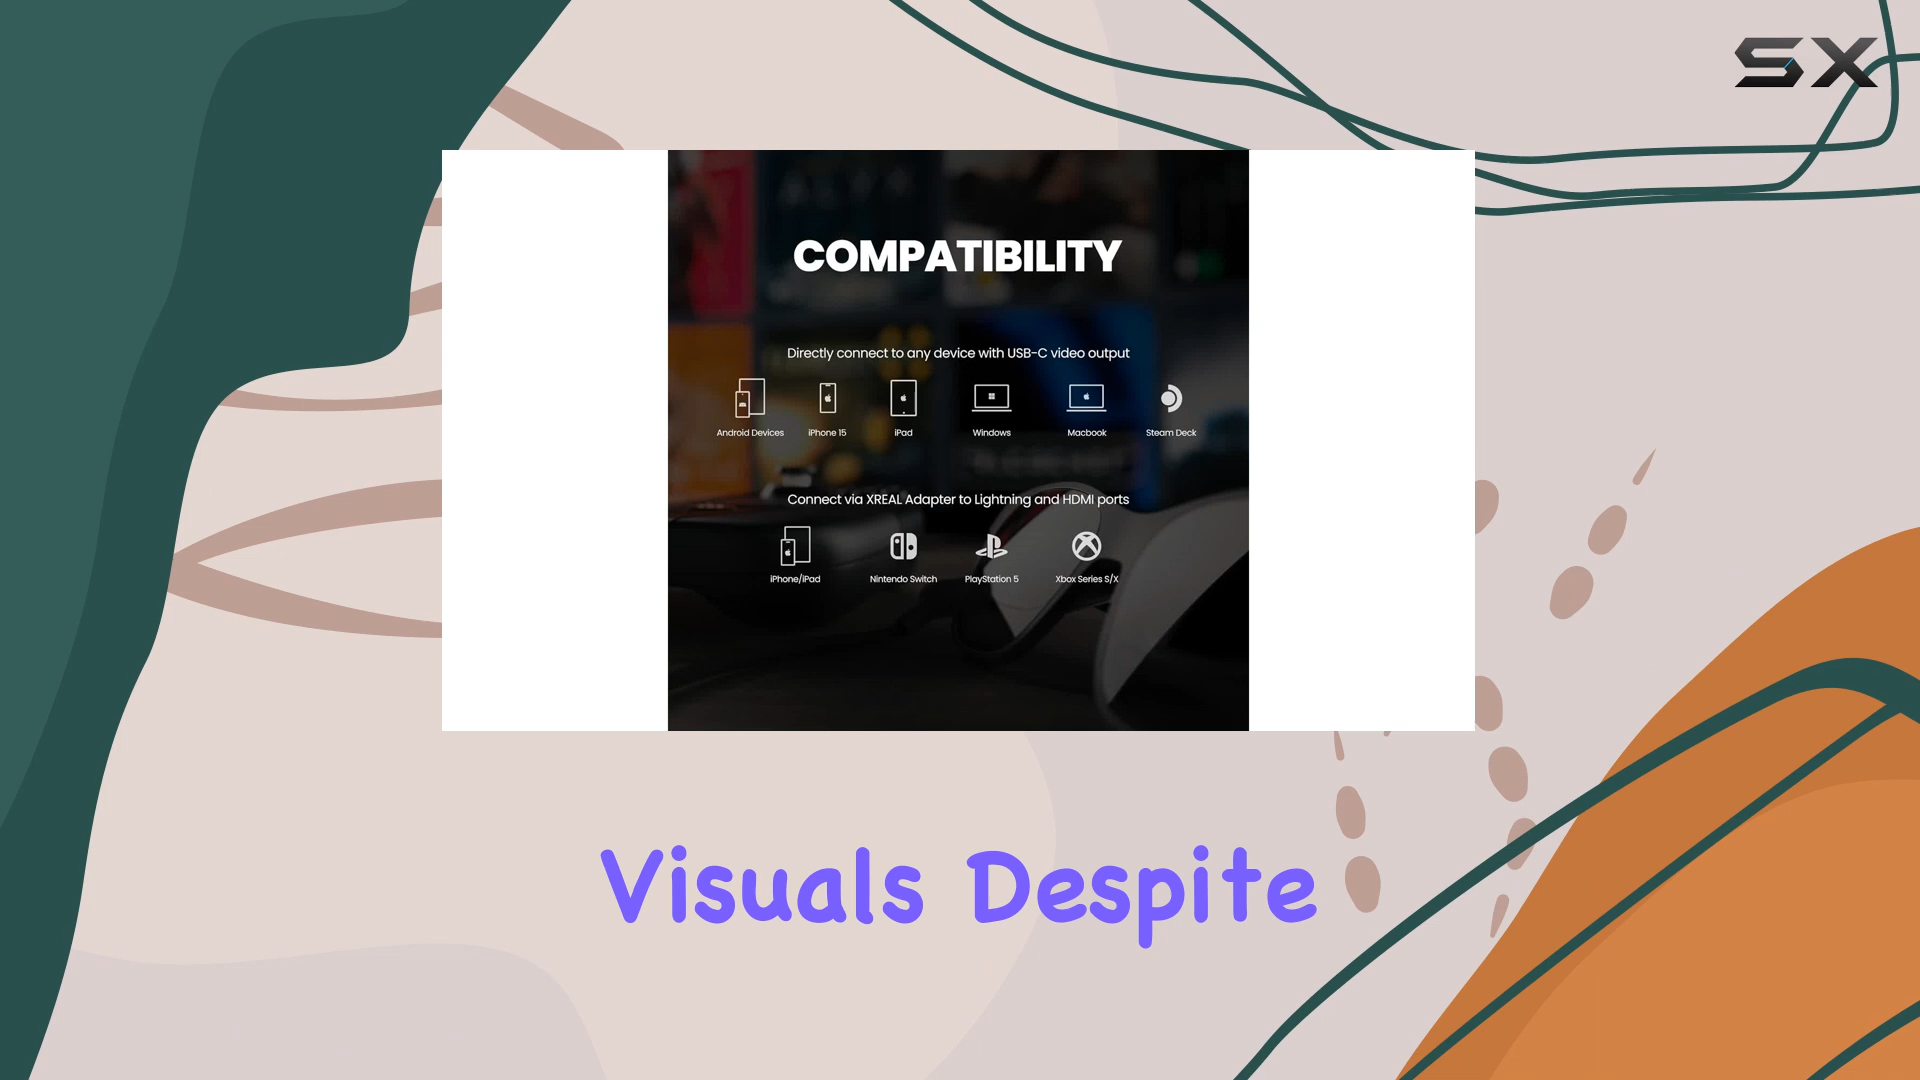 SX
COMPATIBILITY
Directly connect to any device with USB-C video output
Android Devices iPhone 15 iPad Windows Macbook Steam Deck
Connect via XREAL Adapter to Lightning and HDMI ports
iPhone/iPad Nintendo Switch PlayStation 5 Xbox Series S/X
Visuals Despite